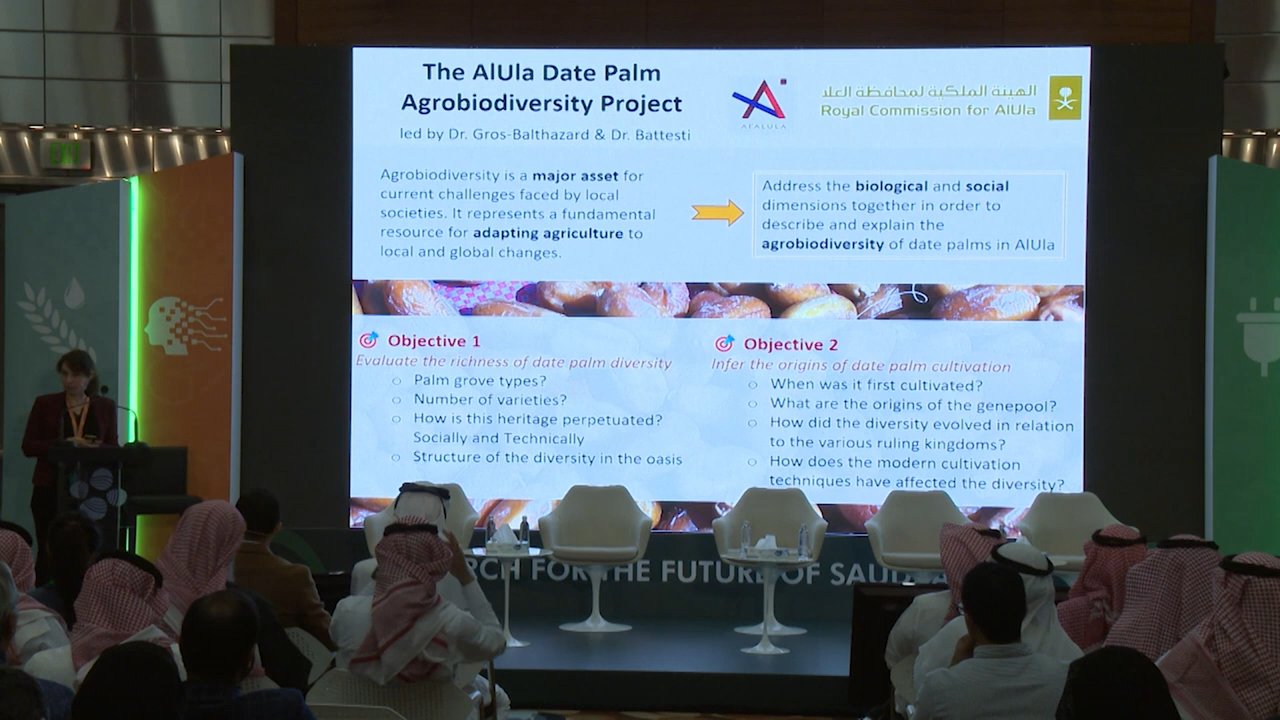 The AlUla Date Palm
Agrobiodiversity Project
led by Dr. Gros-Balthazard & Dr. Battesti
AFALULA
الهيئة الملكية لمحافظة العلا
Royal Commission for AlUla
EXIT
Agrobiodiversity is a major asset for
current challenges faced by local
societies. It represents a fundamental
resource for adapting agriculture to
local and global changes.
Address the biological and social
dimensions together in order to
describe and explain the
agrobiodiversity of date palms in AlUla
Objective 1
Evaluate the richness of date palm diversity
o Palm grove types?
o Number of varieties?
o How is this heritage perpetuated?
Socially and Technically
o Structure of the diversity in the oasis
Objective 2
Infer the origins of date palm cultivation
o When was it first cultivated?
o What are the origins of the genepool?
o How did the diversity evolved in relation
to the various ruling kingdoms?
o How does the modern cultivation
techniques have affected the diversity?
RCH FOR THE FUTURE OF SAUD